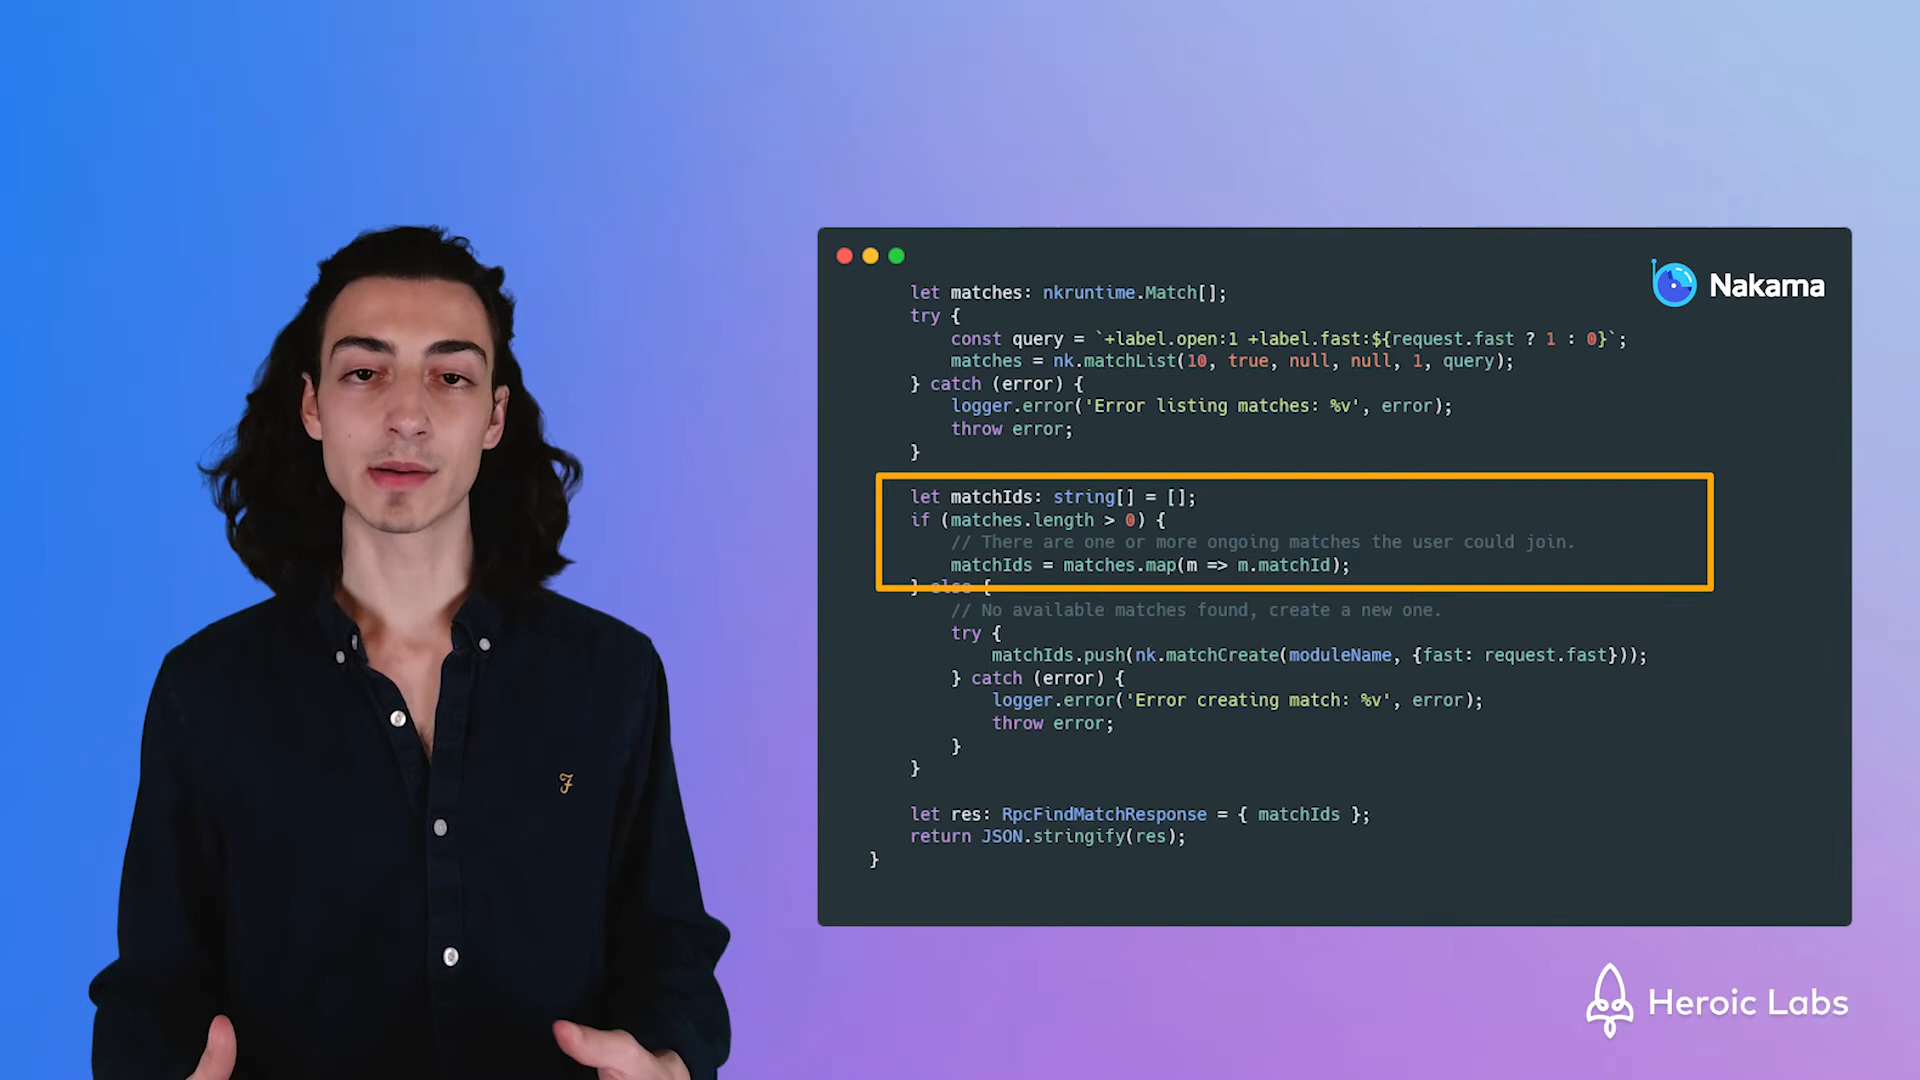 Nakama
let matches: nkruntime.Match[];
try {
const query = `+label.open:1 +label.fast:${request.fast ? 1 : 0}`;
matches = nk.matchList(10, true, null, null, 1, query);
} catch (error) {
logger.error('Error listing matches: %v', error);
throw error;
}
let matchIds: string[] = [];
if (matches.length > 0) {
// There are one or more ongoing matches the user could join.
matchIds = matches.map(m => m.matchId);
} else {
// No available matches found, create a new one.
try {
matchIds.push(nk.matchCreate(moduleName, {fast: request.fast}));
} catch (error) {
logger.error('Error creating match: %v', error);
throw error;
}
}
let res: RpcFindMatchResponse = { matchIds };
return JSON.stringify(res);
}
F
Heroic Labs